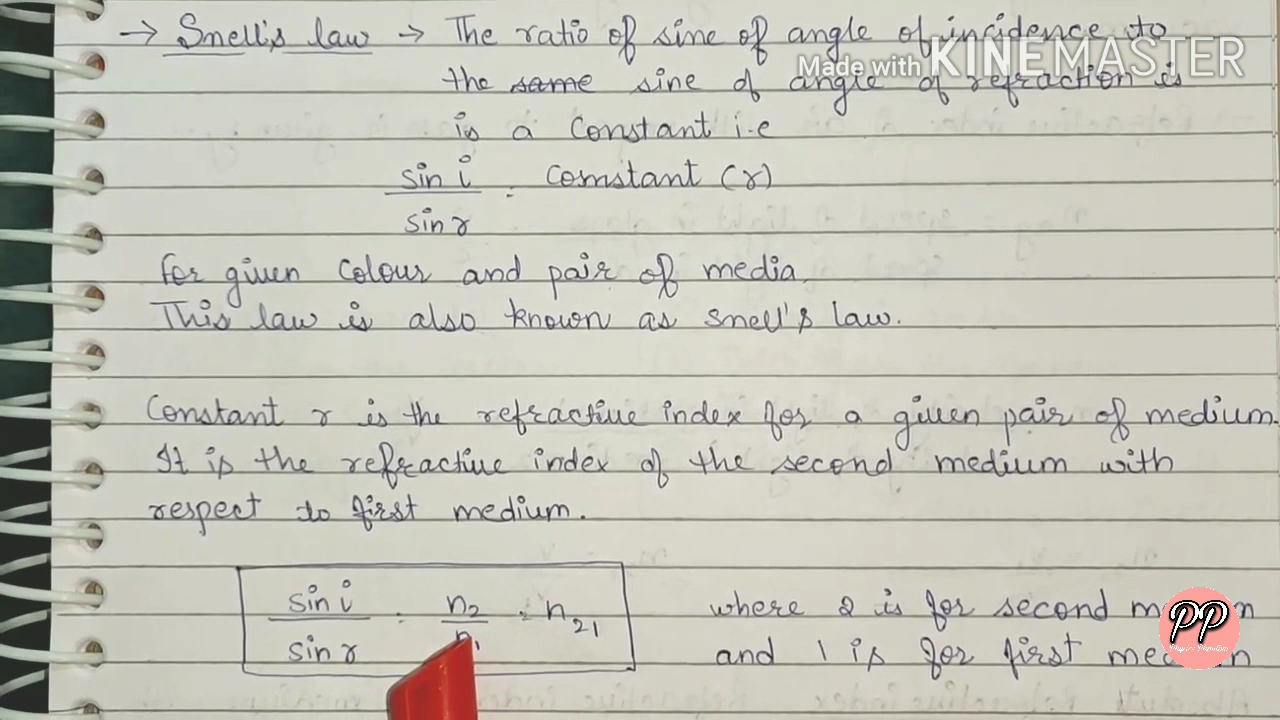 → Snell's law → The ratio of sine of angle of incidence to
Made with KINEMASTER
the same sine of angle of refraction is
is a constant i.e
sin i / sin r = constant (r)
for given colour and pair of media.
This law is also known as snell's law.
Constant r is the refractive index for a given pair of medium.
It is the refractive index of the second medium with
respect to first medium.
sin i / sin r = n2 / n1 = n21
where 2 is for second
and 1 is for first
PP